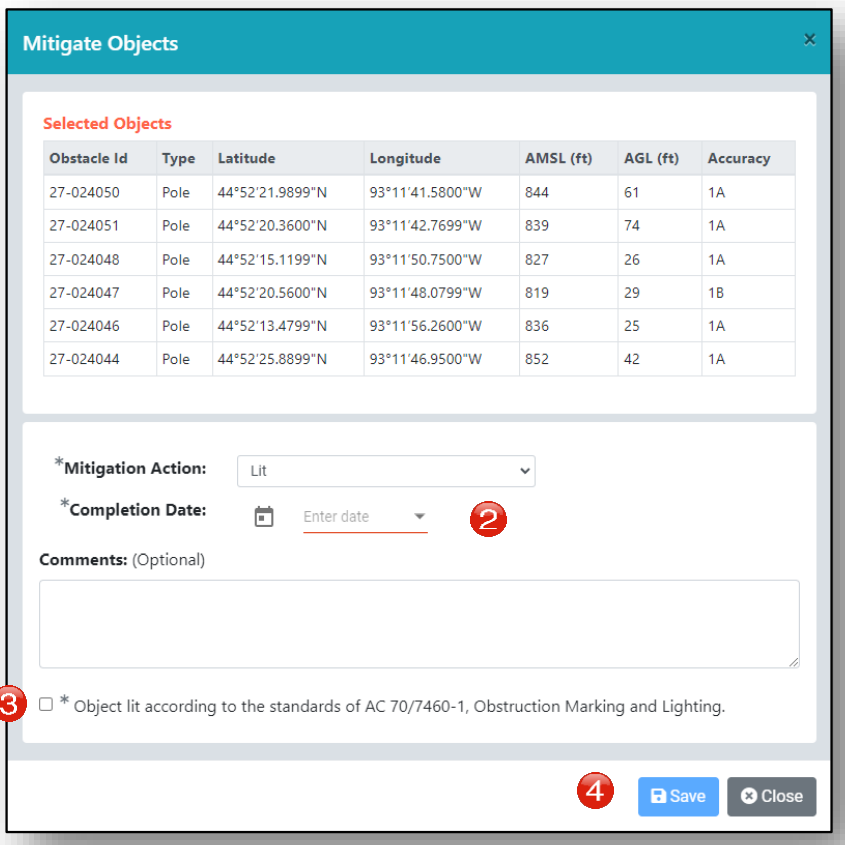 Mitigate Objects ×
Selected Objects
Obstacle Id Type Latitude Longitude AMSL (ft) AGL (ft) Accuracy
27-024050 Pole 44°52'21.9899"N 93°11'41.5800"W 844 61 1A
27-024051 Pole 44°52'20.3600"N 93°11'42.7699"W 839 74 1A
27-024048 Pole 44°52'15.1199"N 93°11'50.7500"W 827 26 1A
27-024047 Pole 44°52'20.5600"N 93°11'48.0799"W 819 29 1B
27-024046 Pole 44°52'13.4799"N 93°11'56.2600"W 836 25 1A
27-024044 Pole 44°52'25.8899"N 93°11'46.9500"W 852 42 1A
*Mitigation Action: Lit
*Completion Date: Enter date 2
Comments: (Optional)
3 * Object lit according to the standards of AC 70/7460-1, Obstruction Marking and Lighting.
4 Save Close